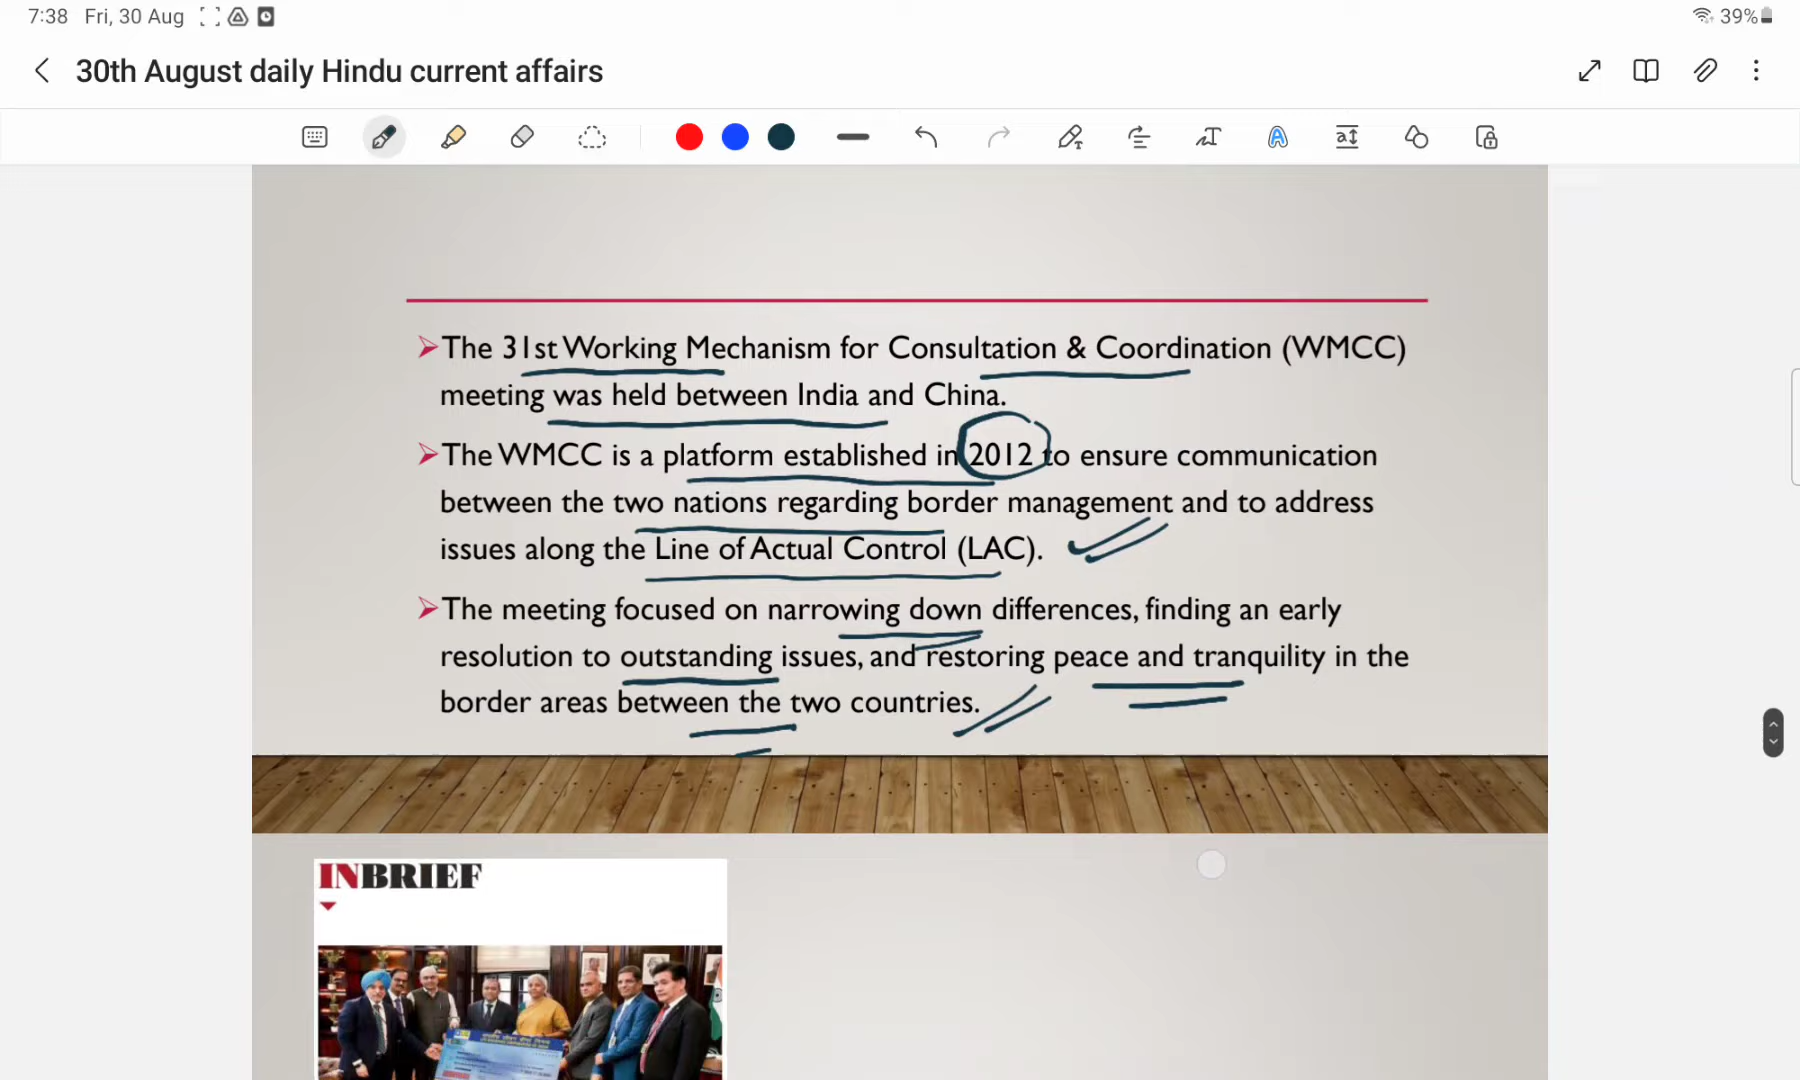 7:38 Fri, 30 Aug
39%
30th August daily Hindu current affairs
The 31st Working Mechanism for Consultation & Coordination (WMCC)
meeting was held between India and China.
The WMCC is a platform established in 2012 to ensure communication
between the two nations regarding border management and to address
issues along the Line of Actual Control (LAC).
The meeting focused on narrowing down differences, finding an early
resolution to outstanding issues, and restoring peace and tranquility in the
border areas between the two countries.
INBRIEF